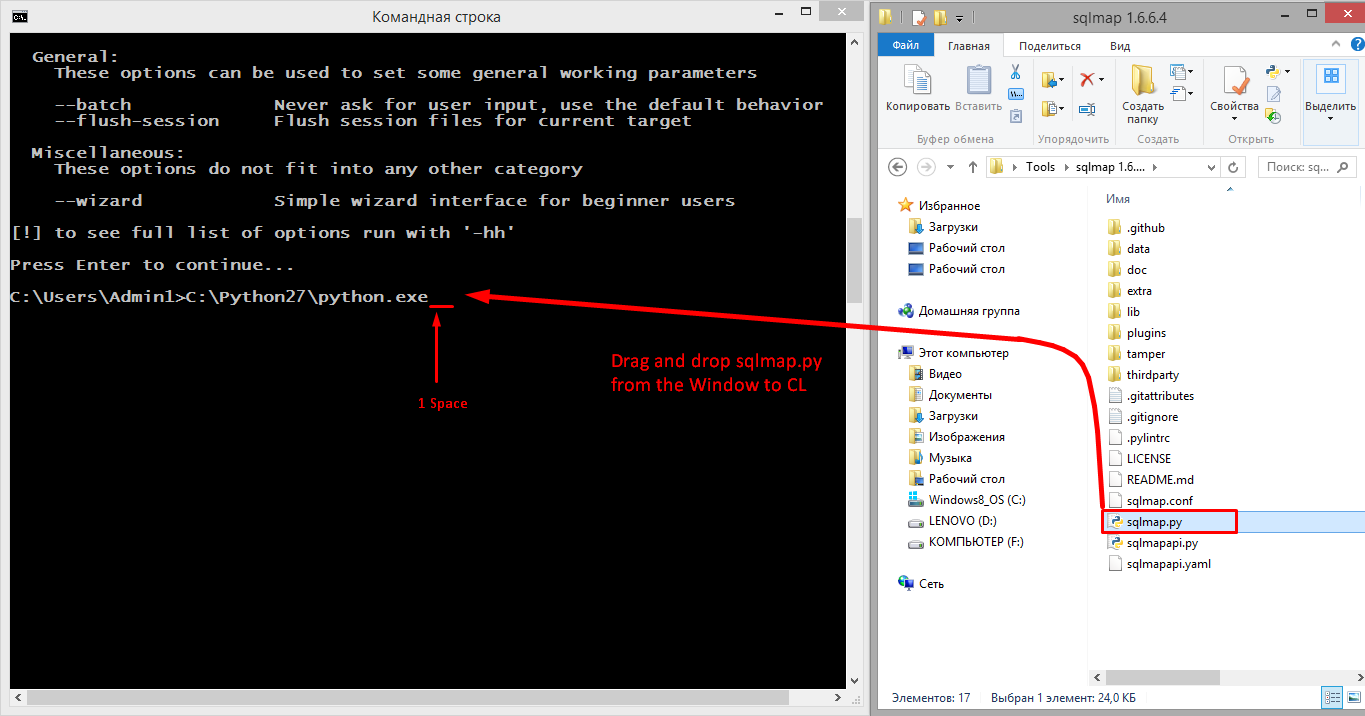 Командная строка
General:
These options can be used to set some general working parameters
--batch Never ask for user input, use the default behavior
--flush-session Flush session files for current target
Miscellaneous:
These options do not fit into any other category
--wizard Simple wizard interface for beginner users
[!] to see full list of options run with '-hh'
Press Enter to continue...
C:\Users\Admin1>C:\Python27\python.exe
1 Space
Drag and drop sqlmap.py
from the Window to CL
sqlmap 1.6.6.4
Файл Главная Поделиться Вид
Копировать Вставить
Создать
папку
Свойства
Выделить
Буфер обмена Упорядочить Создать Открыть
Tools sqlmap 1.6.... Поиск: sq...
Избранное
Загрузки
Рабочий стол
Рабочий стол
Домашняя группа
Этот компьютер
Видео
Документы
Загрузки
Изображения
Музыка
Рабочий стол
Windows8_OS (C:)
LENOVO (D:)
КОМПЬЮТЕР (F:)
Сеть
Имя
.github
data
doc
extra
lib
plugins
tamper
thirdparty
.gitattributes
.gitignore
.pylintrc
LICENSE
README.md
sqlmap.conf
sqlmap.py
sqlmapapi.py
sqlmapapi.yaml
Элементов: 17 Выбран 1 элемент: 24,0 КБ